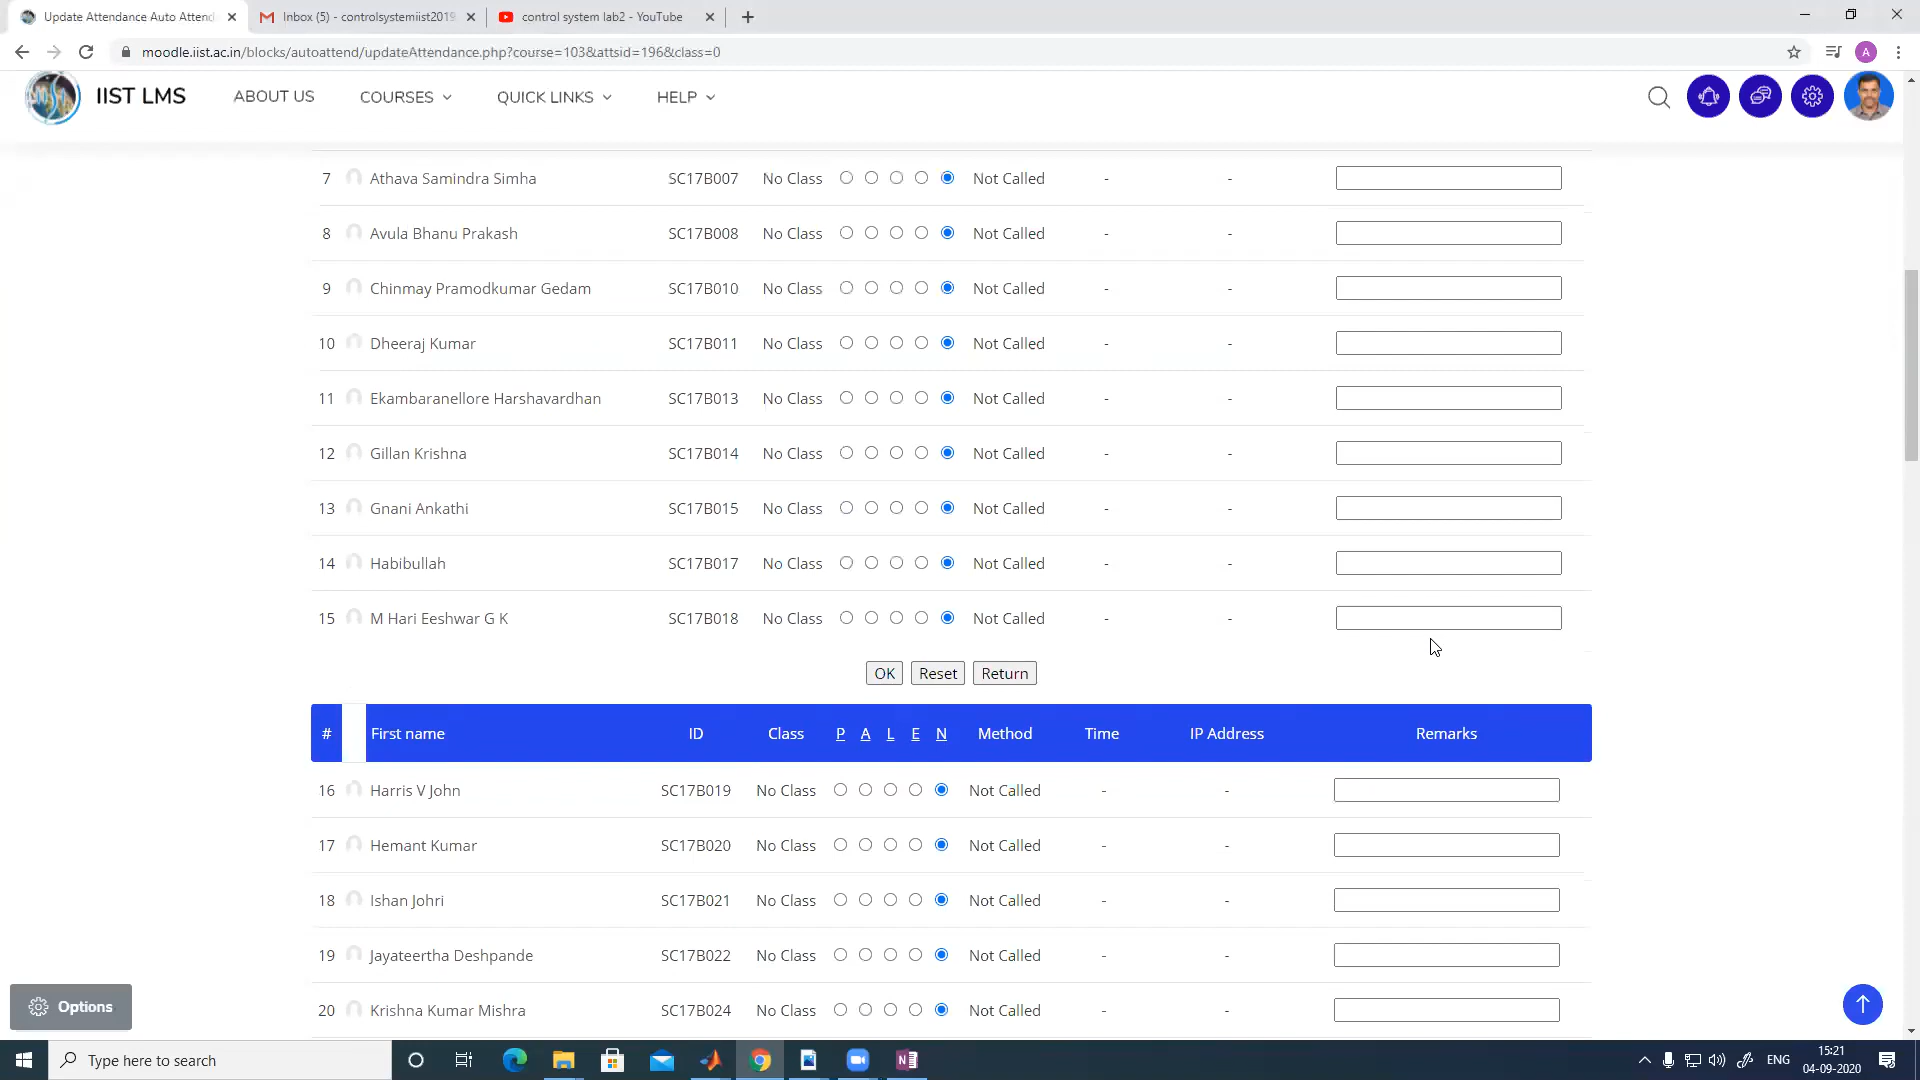 Update Attendance Auto Attend
Inbox (5) - controlsystemiist2019
control system lab2 - YouTube
moodle.iist.ac.in/blocks/autoattend/updateAttendance.php?course=103&attsid=196&class=0
A
IIST LMS
ABOUT US
COURSES
QUICK LINKS
HELP
7 Athava Samindra Simha SC17B007 No Class Not Called - -
8 Avula Bhanu Prakash SC17B008 No Class Not Called - -
9 Chinmay Pramodkumar Gedam SC17B010 No Class Not Called - -
10 Dheeraj Kumar SC17B011 No Class Not Called - -
11 Ekambaranellore Harshavardhan SC17B013 No Class Not Called - -
12 Gillan Krishna SC17B014 No Class Not Called - -
13 Gnani Ankathi SC17B015 No Class Not Called - -
14 Habibullah SC17B017 No Class Not Called - -
15 M Hari Eeshwar G K SC17B018 No Class Not Called - -
OK Reset Return
# First name ID Class P A L E N Method Time IP Address Remarks
16 Harris V John SC17B019 No Class Not Called - -
17 Hemant Kumar SC17B020 No Class Not Called - -
18 Ishan Johri SC17B021 No Class Not Called - -
19 Jayateertha Deshpande SC17B022 No Class Not Called - -
20 Krishna Kumar Mishra SC17B024 No Class Not Called - -
Options
Type here to search
ENG
15:21
04-09-2020